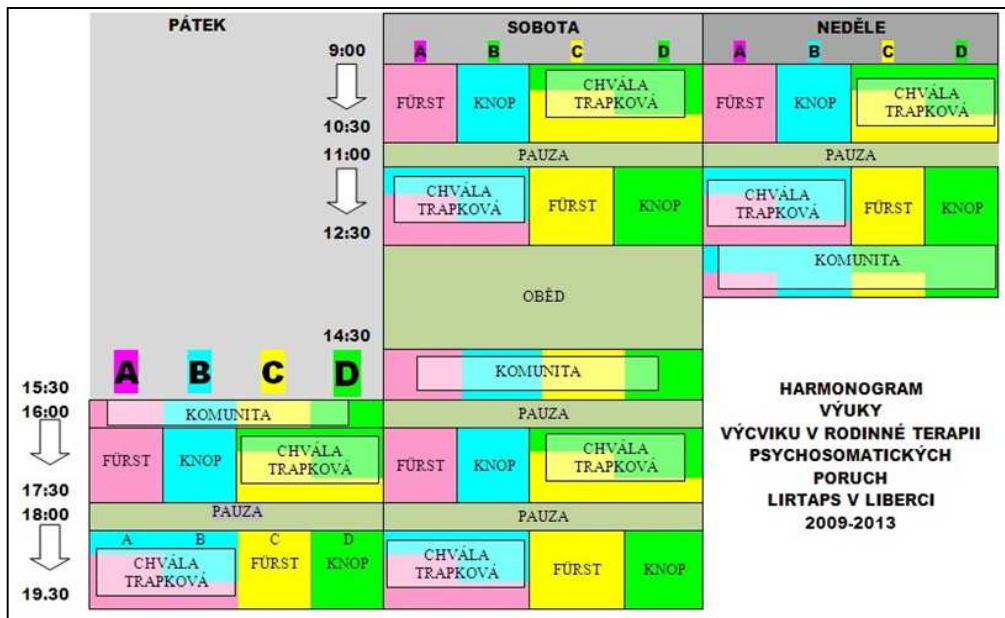 PÁTEK SOBOTA NEDĚLE
9:00 A B C D A B C D
FÜRST KNOP CHVÁLA TRAPKOVÁ FÜRST KNOP CHVÁLA TRAPKOVÁ
10:30
11:00 PAUZA PAUZA
CHVÁLA TRAPKOVÁ FÜRST KNOP CHVÁLA TRAPKOVÁ FÜRST KNOP
12:30
KOMUNITA
OBĚD
14:30
A B C D
KOMUNITA
15:30
16:00 KOMUNITA PAUZA
FÜRST KNOP CHVÁLA TRAPKOVÁ FÜRST KNOP CHVÁLA TRAPKOVÁ
17:30
18:00 PAUZA PAUZA
A B C D
CHVÁLA TRAPKOVÁ FÜRST KNOP CHVÁLA TRAPKOVÁ FÜRST KNOP
19.30
HARMONOGRAM
VÝUKY
VÝCVIKU V RODINNÉ TERAPII
PSYCHOSOMATICKÝCH
PORUCH
LIRTAPS V LIBERCI
2009-2013